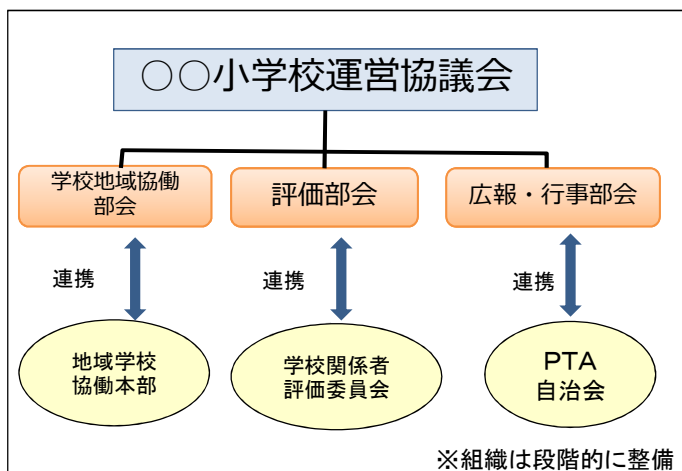 ○○小学校運営協議会
学校地域協働
部会
評価部会
広報・行事部会
連携
連携
連携
地域学校
協働本部
学校関係者
評価委員会
PTA
自治会
※組織は段階的に整備